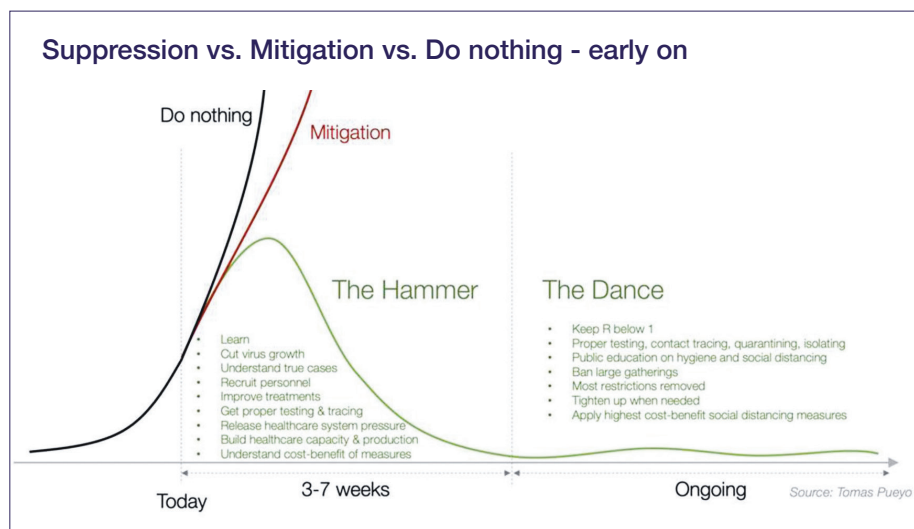 Suppression vs. Mitigation vs. Do nothing - early on
Do nothing
Mitigation
The Hammer
• Learn
• Cut virus growth
• Understand true cases
• Recruit personnel
• Improve treatments
• Get proper testing & tracing
• Release healthcare system pressure
• Build healthcare capacity & production
• Understand cost-benefit of measures
The Dance
• Keep R below 1
• Proper testing, contact tracing, quarantining, isolating
• Public education on hygiene and social distancing
• Ban large gatherings
• Most restrictions removed
• Tighten up when needed
• Apply highest cost-benefit social distancing measures
Today
3-7 weeks
Ongoing
Source: Tomas Pueyo